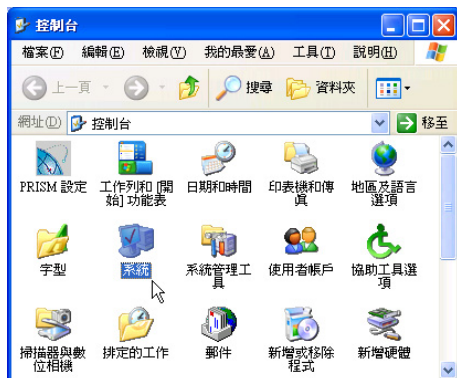 控制台
檔案(F) 編輯(E) 檢視(V) 我的最愛(A) 工具(T) 說明(H)
上一頁 搜尋 資料夾
網址(D) 控制台 移至
PRISM 設定 工作列和 [開始] 功能表 日期和時間 印表機和傳真 地區及語言選項
字型 系統 系統管理工具 使用者帳戶 協助工具選項
掃描器與數位相機 排定的工作 郵件 新增或移除程式 新增硬體